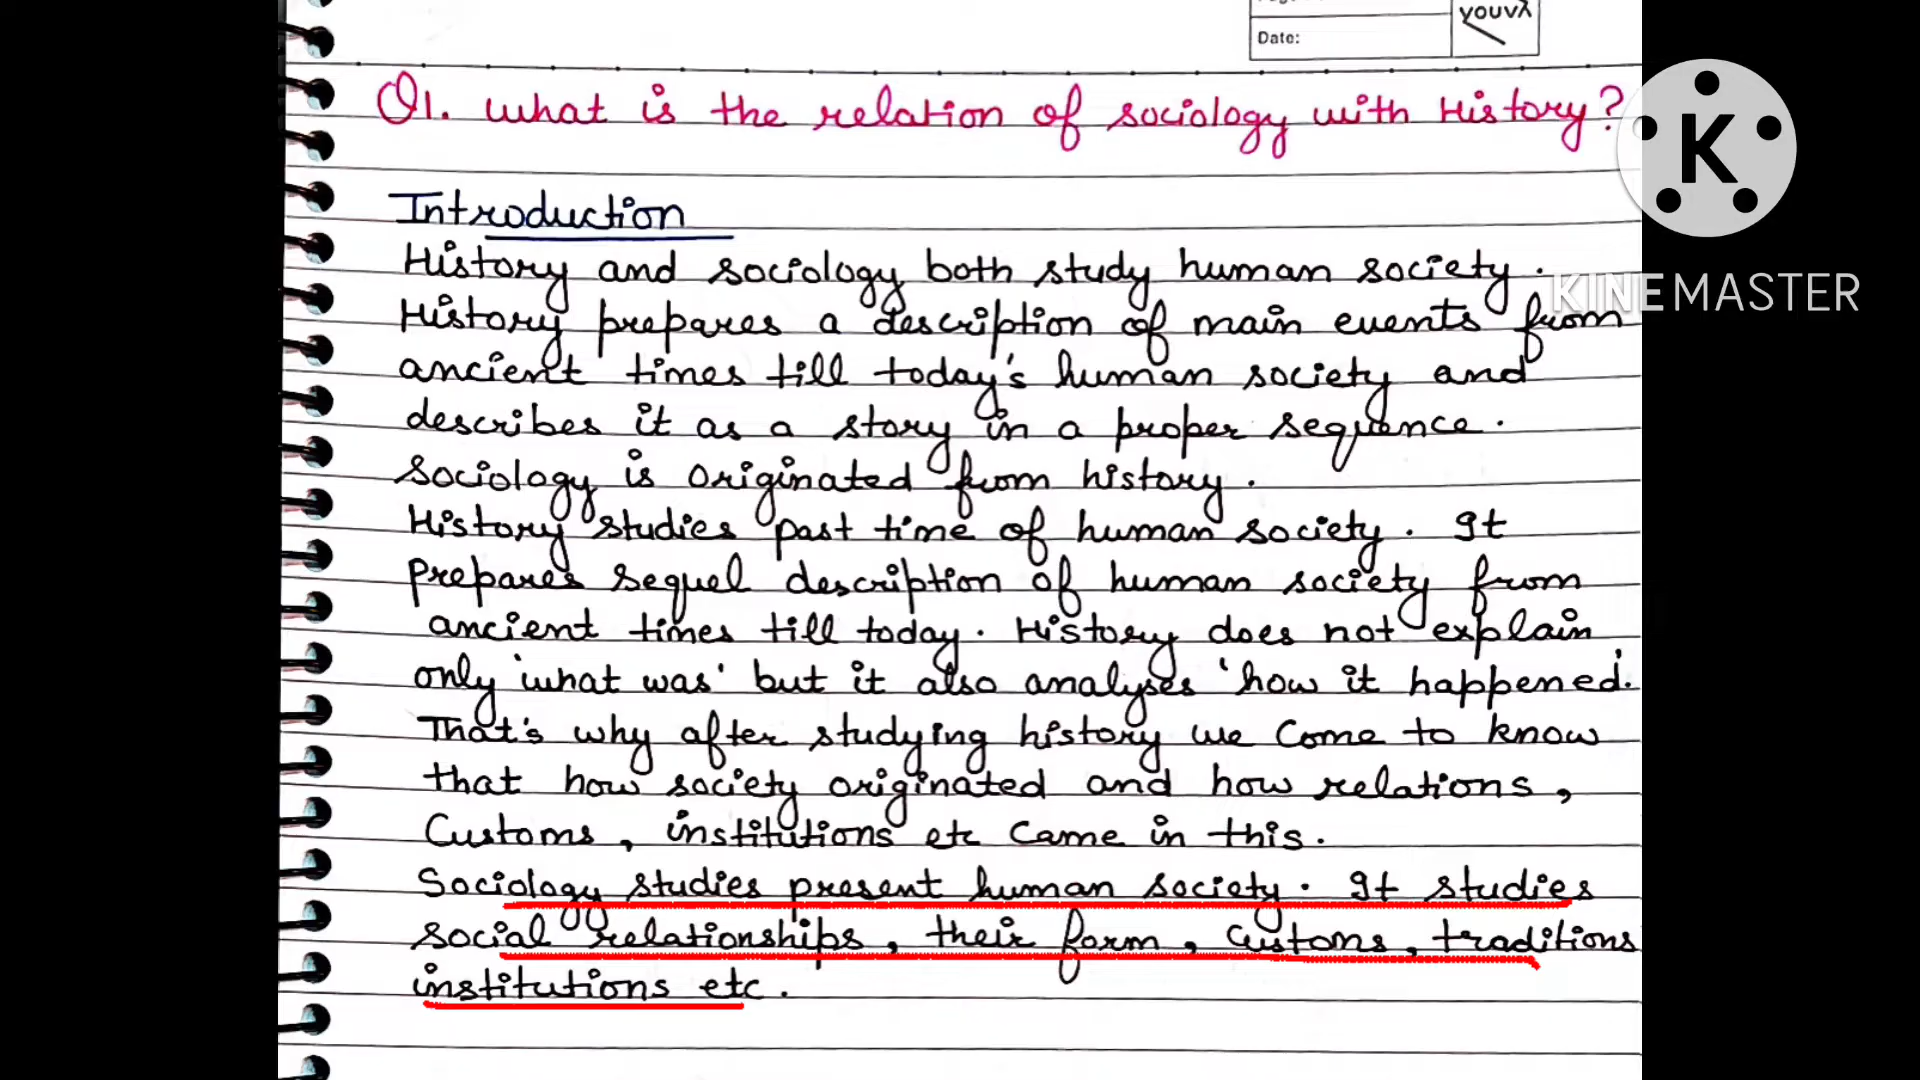 Date:
youva
Q1. What is the relation of sociology with History?
K
Introduction
History and sociology both study human society.
KINEMASTER
History prepares a description of main events from
ancient times till today's human society and
describes it as a story in a proper sequence.
Sociology is originated from history.
History studies past time of human society. It
prepares sequel description of human society from
ancient times till today. History does not explain
only 'what was' but it also analyses 'how it happened.'
That's why after studying history we come to know
that how society originated and how relations,
Customs, institutions etc came in this.
Sociology studies present human society. It studies
social relationships, their form, customs, traditions
institutions etc.